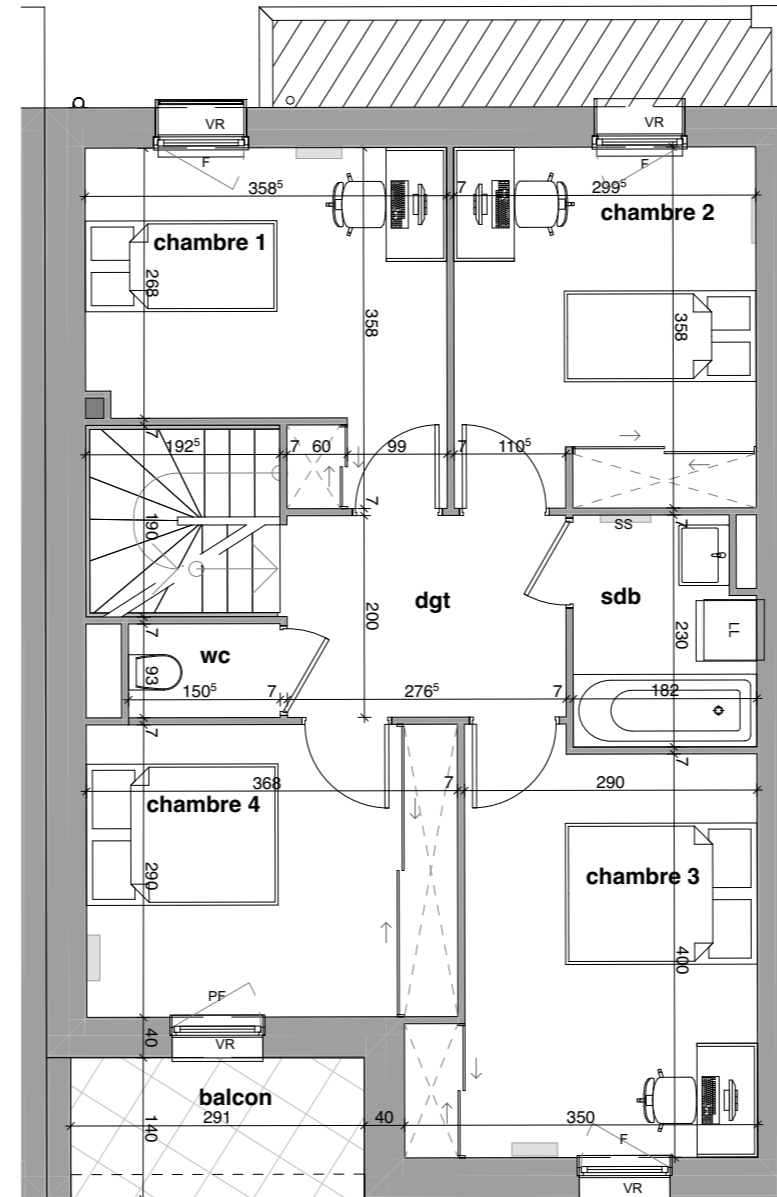 VR
VR
F
F
358⁵
7
299⁵
chambre 1
chambre 2
268
358
358
7
192⁵
7
60
99
7
110⁵
7
190
SS
7
dgt
sdb
200
230
LL
7
wc
93
150⁵
7
276⁵
7
182
7
7
368
7
290
chambre 4
chambre 3
290
400
PF
40
VR
balcon
291
40
350
140
F
VR